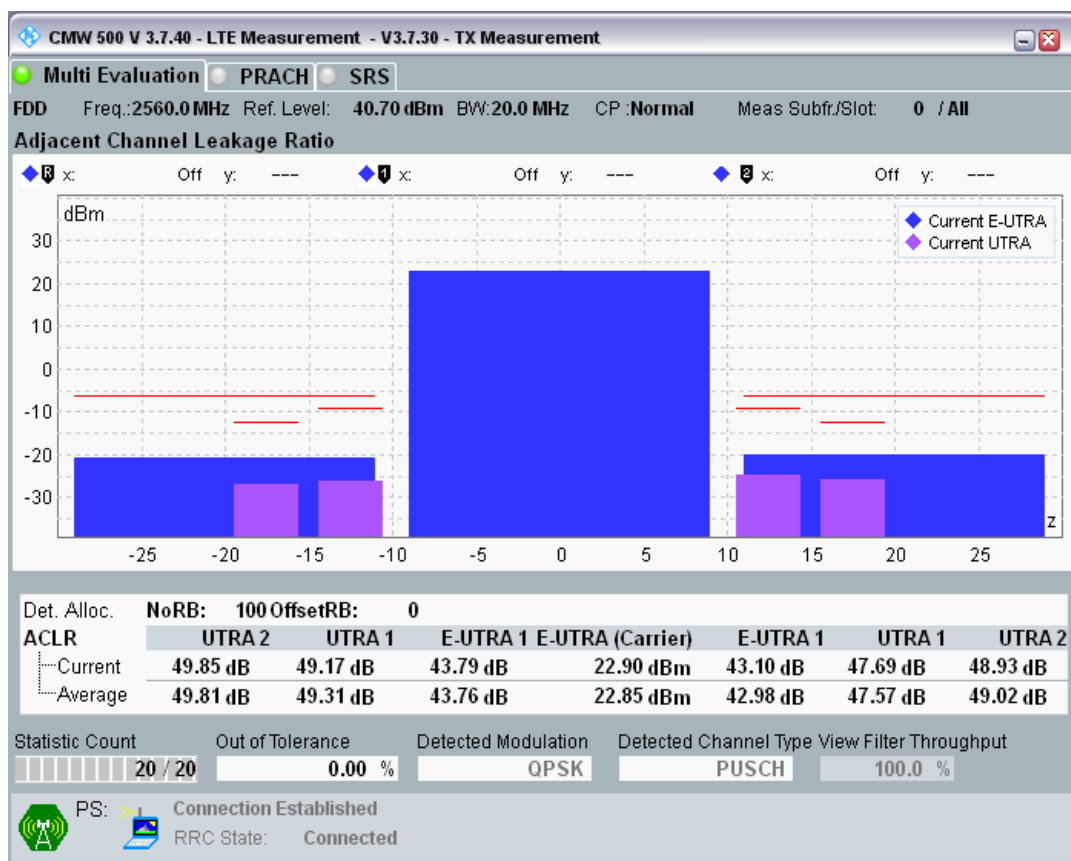 CMW 500 V 3.7.40 - LTE Measurement - V3.7.30 - TX Measurement
Multi Evaluation PRACH SRS
FDD Freq.:2560.0 MHz Ref. Level: 40.70 dBm BW:20.0 MHz CP :Normal Meas Subfr./Slot: 0 / All
Adjacent Channel Leakage Ratio
R x: Off y: --- 1 x: Off y: --- 2 x: Off y: ---
dBm
Current E-UTRA
Current UTRA
30
20
10
0
-10
-20
-30
z
-25 -20 -15 -10 -5 0 5 10 15 20 25
Det. Alloc. NoRB: 100 OffsetRB: 0
ACLR UTRA 2 UTRA 1 E-UTRA 1 E-UTRA (Carrier) E-UTRA 1 UTRA 1 UTRA 2
Current 49.85 dB 49.17 dB 43.79 dB 22.90 dBm 43.10 dB 47.69 dB 48.93 dB
Average 49.81 dB 49.31 dB 43.76 dB 22.85 dBm 42.98 dB 47.57 dB 49.02 dB
Statistic Count Out of Tolerance Detected Modulation Detected Channel Type View Filter Throughput
20 / 20 0.00 % QPSK PUSCH 100.0 %
PS: Connection Established
RRC State: Connected